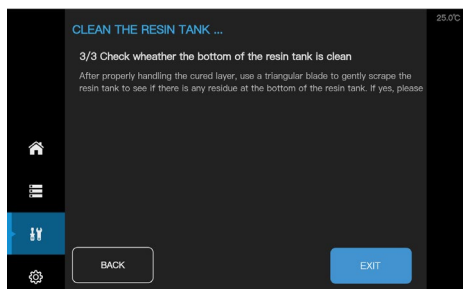 25.0℃
CLEAN THE RESIN TANK ...
3/3 Check wheather the bottom of the resin tank is clean
After properly handling the cured layer, use a triangular blade to gently scrape the
resin tank to see if there is any residue at the bottom of the resin tank. If yes, please
BACK
EXIT